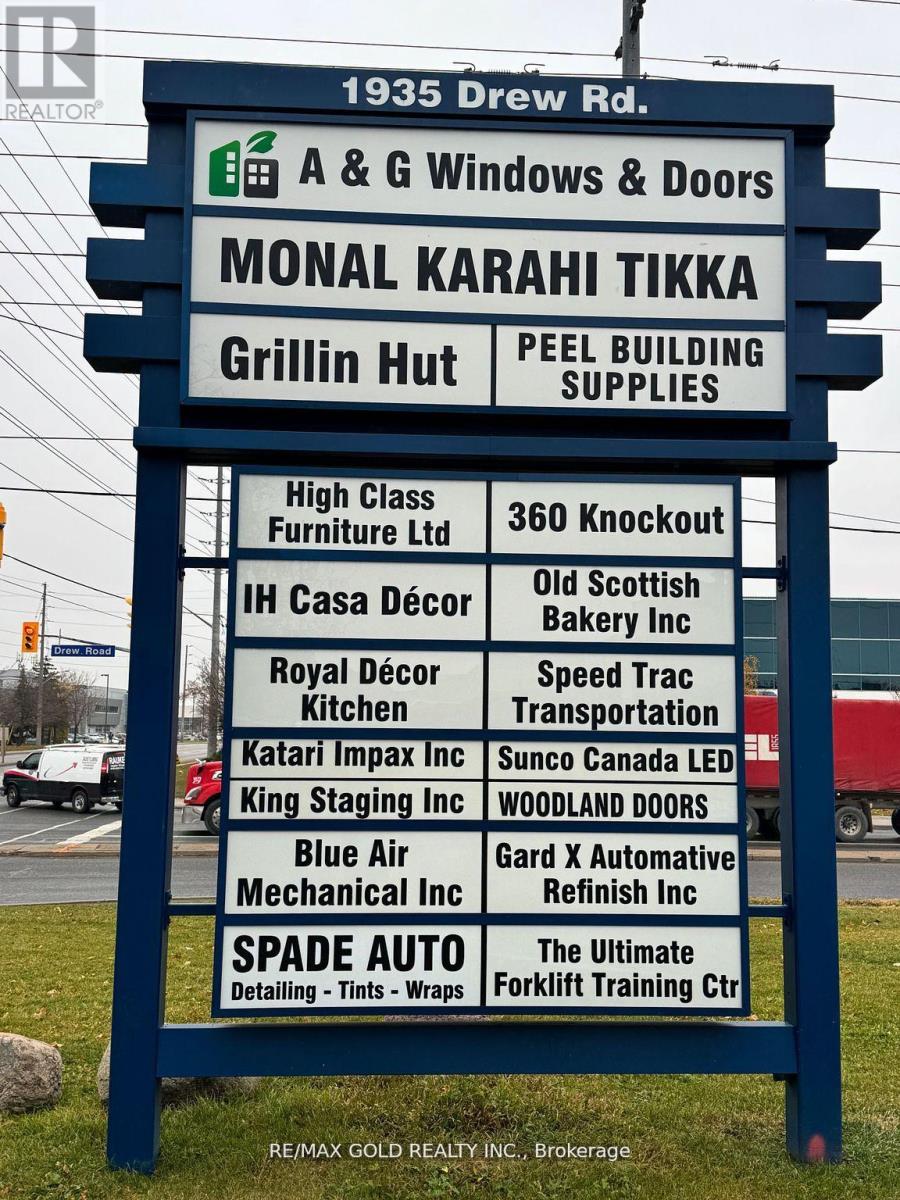 R
REALTOR®
1935 Drew Rd.
A & G Windows & Doors
MONAL KARAHI TIKKA
Grillin Hut
PEEL BUILDING
SUPPLIES
High Class
Furniture Ltd
360 Knockout
IH Casa Décor
Old Scottish
Bakery Inc
Royal Décor
Kitchen
Speed Trac
Transportation
Katari Impax Inc
Sunco Canada LED
King Staging Inc
WOODLAND DOORS
Blue Air
Mechanical Inc
Gard X Automative
Refinish Inc
SPADE AUTO
Detailing - Tints - Wraps
The Ultimate
Forklift Training Ctr
Drew Road
RE/MAX GOLD REALTY INC., Brokerage